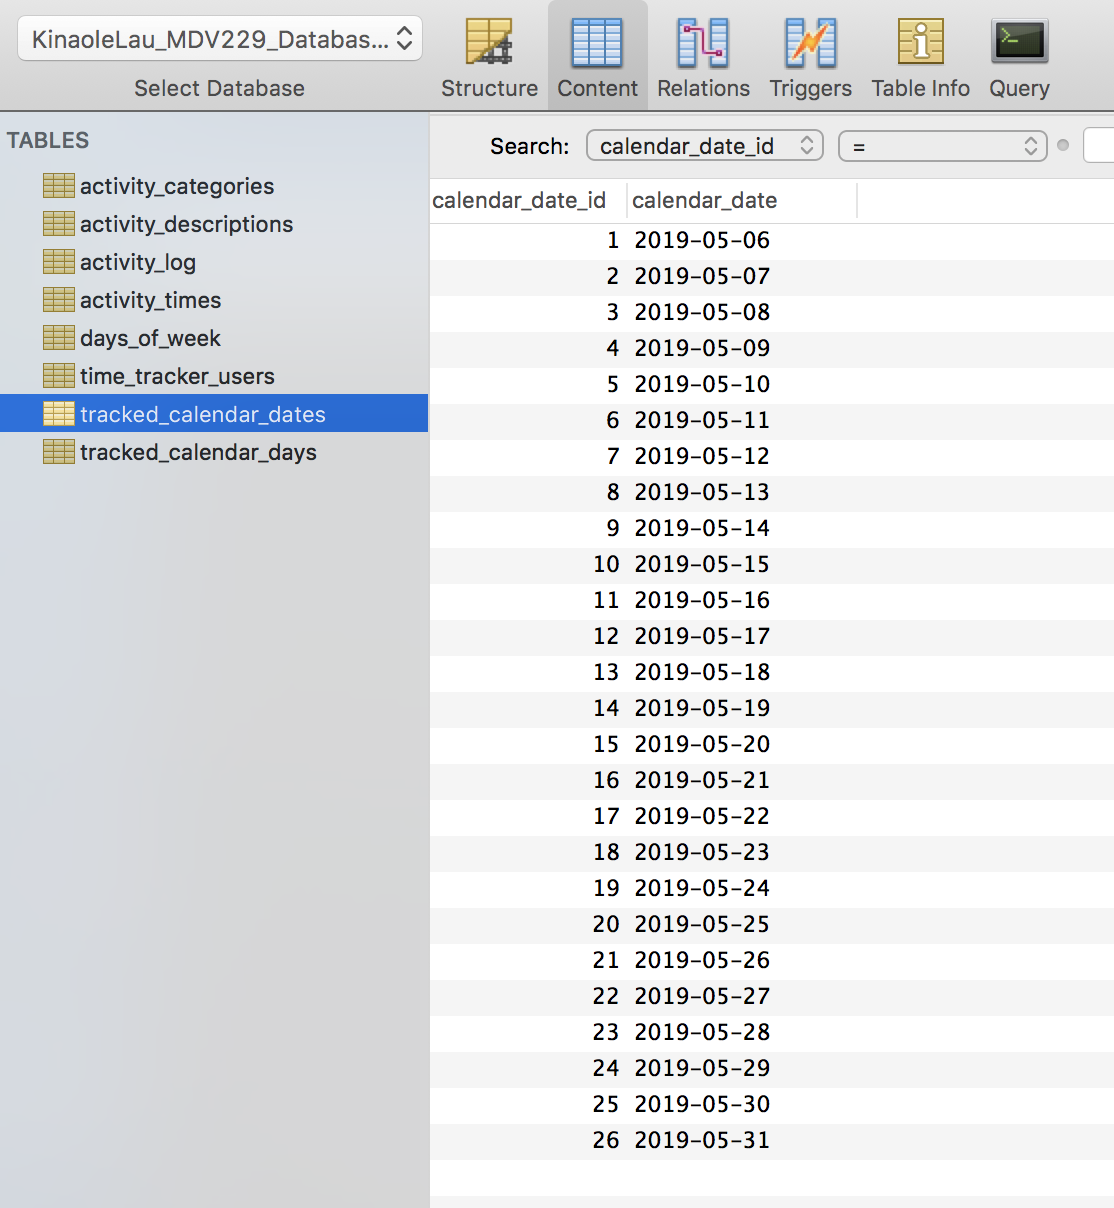 KinaoleLau_MDV229_Databas...
Select Database
Structure Content Relations Triggers Table Info Query
TABLES
activity_categories
activity_descriptions
activity_log
activity_times
days_of_week
time_tracker_users
tracked_calendar_dates
tracked_calendar_days
Search: calendar_date_id =
calendar_date_id calendar_date
1 2019-05-06
2 2019-05-07
3 2019-05-08
4 2019-05-09
5 2019-05-10
6 2019-05-11
7 2019-05-12
8 2019-05-13
9 2019-05-14
10 2019-05-15
11 2019-05-16
12 2019-05-17
13 2019-05-18
14 2019-05-19
15 2019-05-20
16 2019-05-21
17 2019-05-22
18 2019-05-23
19 2019-05-24
20 2019-05-25
21 2019-05-26
22 2019-05-27
23 2019-05-28
24 2019-05-29
25 2019-05-30
26 2019-05-31